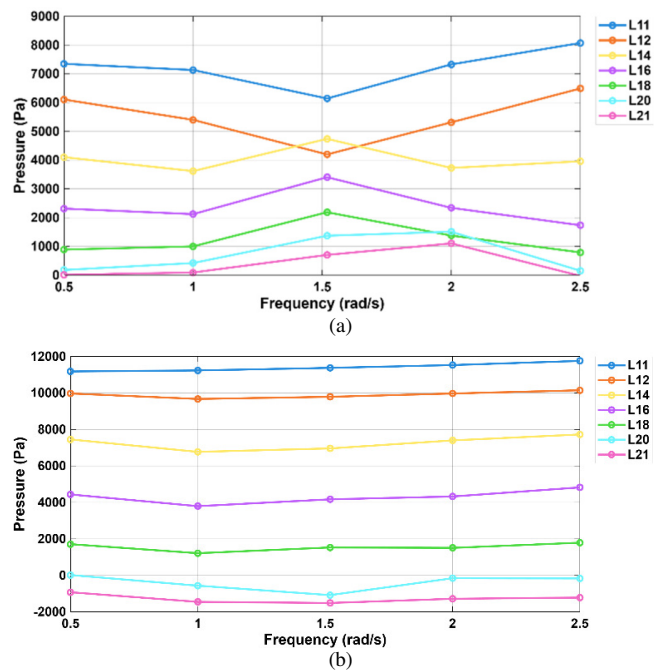 9000
8000
7000
6000
5000
4000
3000
2000
1000
0
Pressure (Pa)
0.5 1 1.5 2 2.5
Frequency (rad/s)
L11
L12
L14
L16
L18
L20
L21
(a)
12000
10000
8000
6000
4000
2000
0
-2000
Pressure (Pa)
0.5 1 1.5 2 2.5
Frequency (rad/s)
L11
L12
L14
L16
L18
L20
L21
(b)